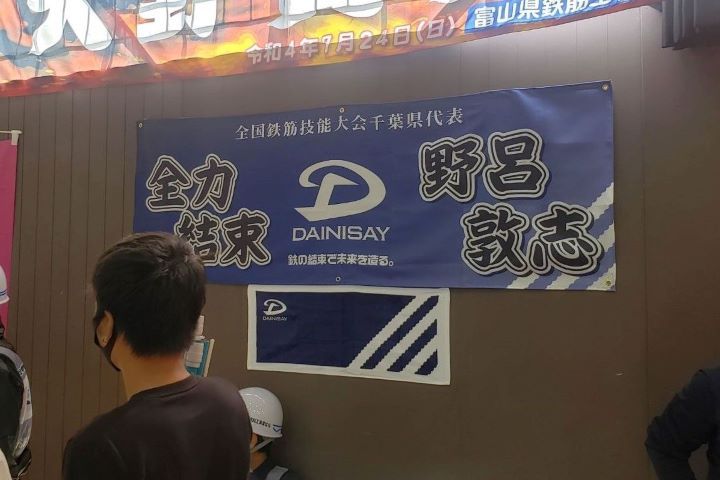 令和4年7月24日(日)
富山県鉄筋
全国鉄筋技能大会千葉県代表
全力
結束
DAINISAY
鉄の結束で未来を造る。
野呂
敦志
DAINISAY